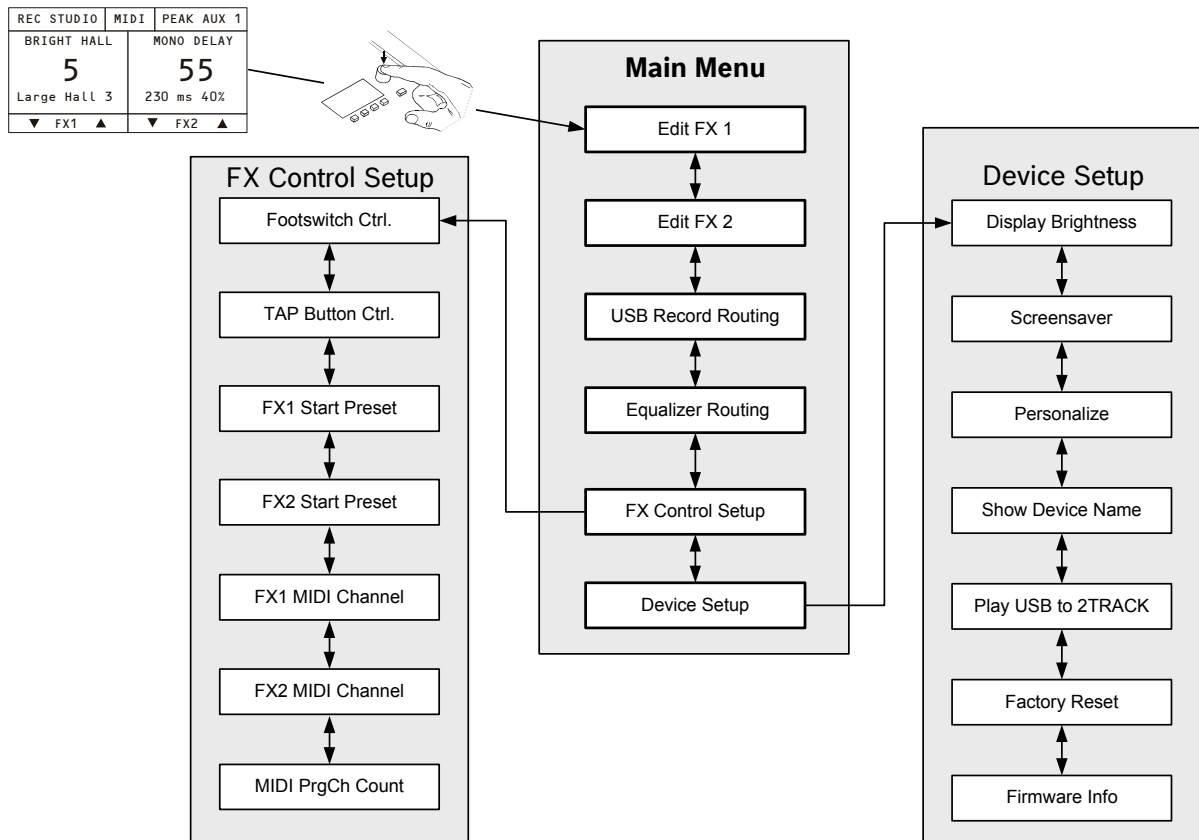 REC STUDIO MIDI PEAK AUX 1
BRIGHT HALL MONO DELAY
5 55
Large Hall 3 230 ms 40%
▼ FX1 ▲ ▼ FX2 ▲
Main Menu
Edit FX 1
Edit FX 2
USB Record Routing
Equalizer Routing
FX Control Setup
Device Setup
FX Control Setup
Footswitch Ctrl.
TAP Button Ctrl.
FX1 Start Preset
FX2 Start Preset
FX1 MIDI Channel
FX2 MIDI Channel
MIDI PrgCh Count
Device Setup
Display Brightness
Screensaver
Personalize
Show Device Name
Play USB to 2TRACK
Factory Reset
Firmware Info